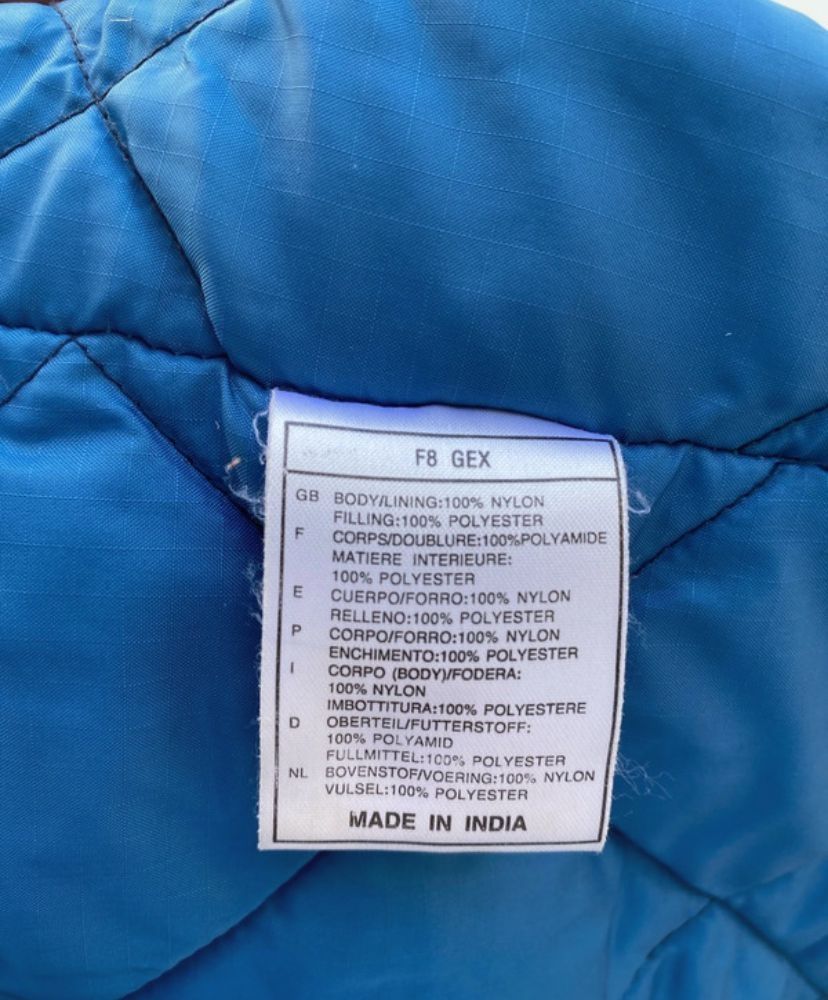 F8 GEX
GB BODY/LINING:100% NYLON
FILLING:100% POLYESTER
F CORPS/DOUBLURE:100%POLYAMIDE
MATIERE INTERIEURE:
100% POLYESTER
E CUERPO/FORRO:100% NYLON
RELLENO:100% POLYESTER
P CORPO/FORRO:100% NYLON
ENCHIMENTO:100% POLYESTER
I CORPO (BODY)/FODERA:
100% NYLON
IMBOTTITURA:100% POLYESTERE
D OBERTEIL/FUTTERSTOFF:
100% POLYAMID
FULLMITTEL:100% POLYESTER
NL BOVENSTOF/VOERING:100% NYLON
VULSEL:100% POLYESTER
MADE IN INDIA